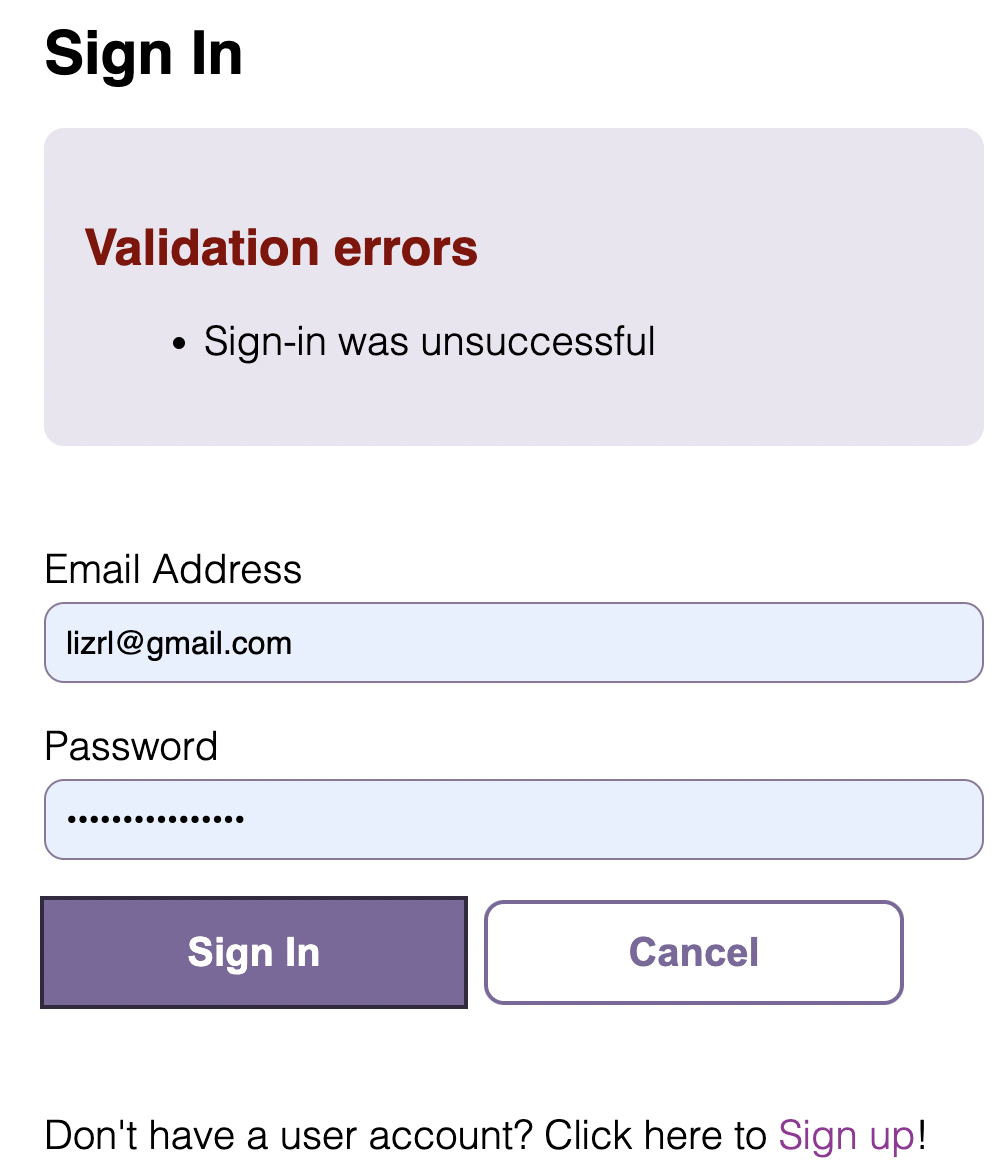 Sign In
Validation errors
• Sign-in was unsuccessful
Email Address
lizrl@gmail.com
Password
••••••••••••••••
Sign In
Cancel
Don't have a user account? Click here to Sign up!